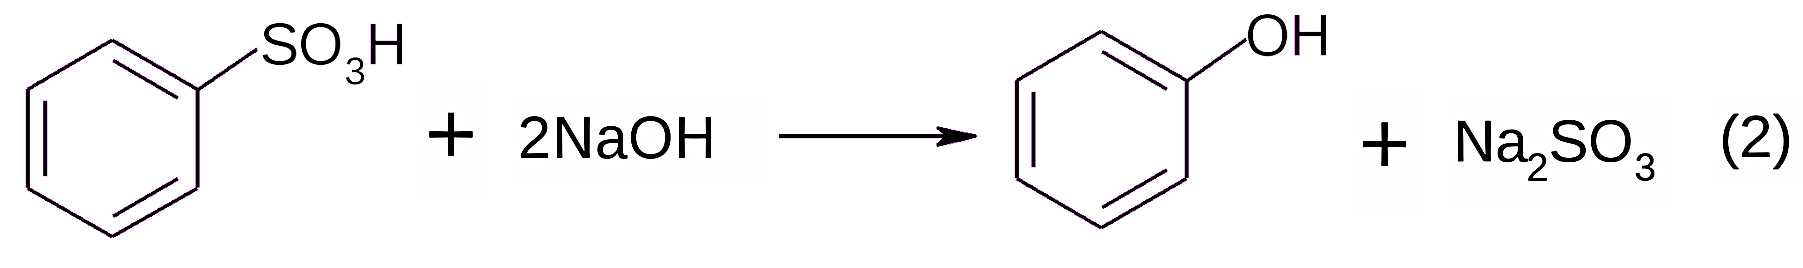 SO₃H + 2NaOH ⟶ OH + Na₂SO₃ (2)